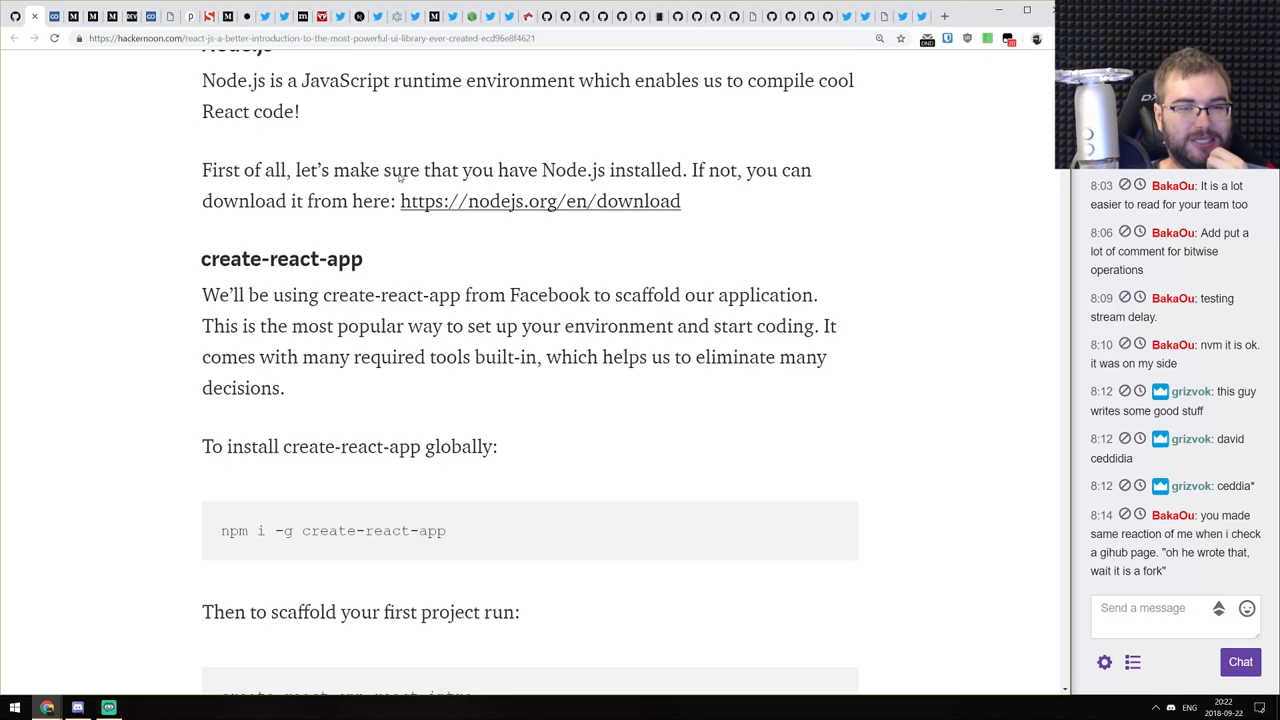 https://hackernoon.com/react-js-a-better-introduction-to-the-most-powerful-ui-library-ever-created-ecd96e8f4621
Node.js
Node.js is a JavaScript runtime environment which enables us to compile cool
React code!
First of all, let's make sure that you have Node.js installed. If not, you can
download it from here: https://nodejs.org/en/download
create-react-app
We'll be using create-react-app from Facebook to scaffold our application.
This is the most popular way to set up your environment and start coding. It
comes with many required tools built-in, which helps us to eliminate many
decisions.
To install create-react-app globally:
npm i -g create-react-app
Then to scaffold your first project run:
create-react-app react-intro
8:03 BakaOu: It is a lot
easier to read for your team too
8:06 BakaOu: Add put a
lot of comment for bitwise
operations
8:09 BakaOu: testing
stream delay.
8:10 BakaOu: nvm it is ok.
it was on my side
8:12 grizvok: this guy
writes some good stuff
8:12 grizvok: david
ceddidia
8:12 grizvok: ceddia*
8:14 BakaOu: you made
same reaction of me when i check
a gihub page. "oh he wrote that,
wait it is a fork"
Send a message
Chat
ENG
20:22
2018-09-22